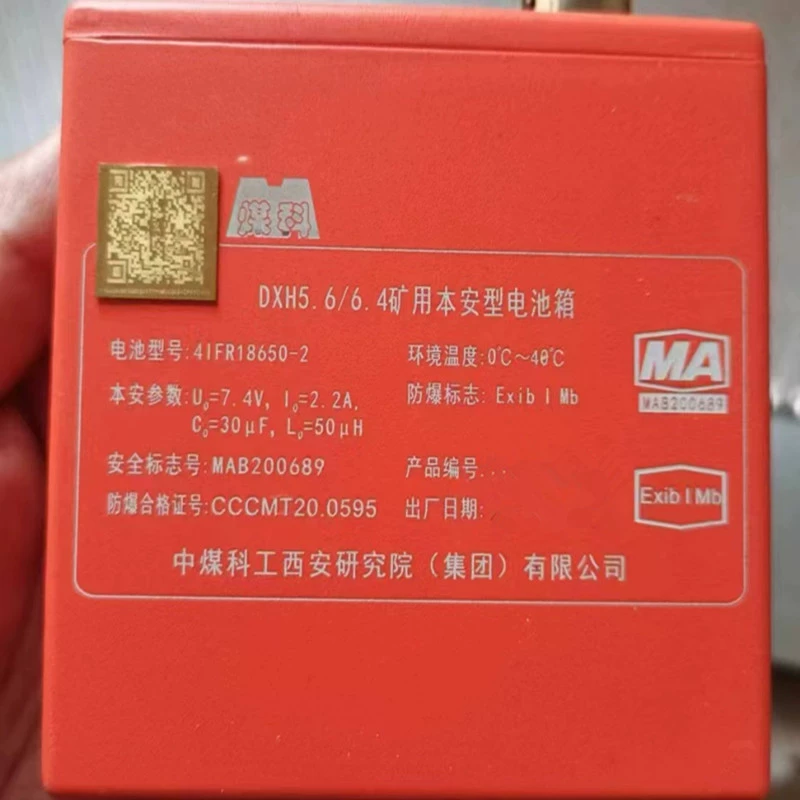 煤科
DXH5.6/6.4矿用本安型电池箱
电池型号:4IFR18650-2
环境温度:0℃~40℃
本安参数:U₀=7.4V, I₀=2.2A,
C₀=30μF, L₀=50μH
防爆标志: Exib I Mb
MA
MAB200689
安全标志号:MAB200689
产品编号:
防爆合格证号:CCCMT20.0595
出厂日期:
Exib I Mb
中煤科工西安研究院（集团）有限公司